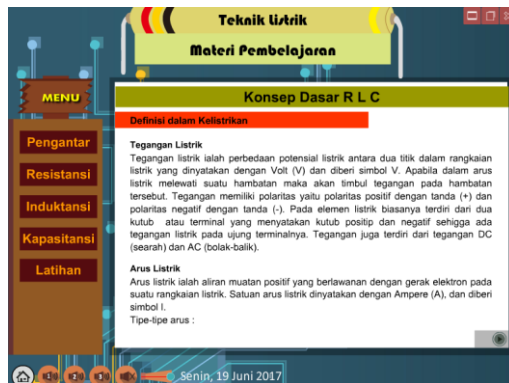 Teknik Listrik
Materi Pembelajaran
MENU
Pengantar
Resistansi
Induktansi
Kapasitansi
Latihan
Konsep Dasar R L C
Definisi dalam Kelistrikan
Tegangan Listrik
Tegangan listrik ialah perbedaan potensial listrik antara dua titik dalam rangkaian
listrik yang dinyatakan dengan Volt (V) dan diberi simbol V. Apabila dalam arus
listrik melewati suatu hambatan maka akan timbul tegangan pada hambatan
tersebut. Tegangan memiliki polaritas yaitu polaritas positif dengan tanda (+) dan
polaritas negatif dengan tanda (-). Pada elemen listrik biasanya terdiri dari dua
kutub atau terminal yang menyatakan kutub positip dan negatif sehingga ada
tegangan listrik pada ujung terminalnya. Tegangan juga terdiri dari tegangan DC
(searah) dan AC (bolak-balik).
Arus Listrik
Arus listrik ialah aliran muatan positif yang berlawanan dengan gerak elektron pada
suatu rangkaian listrik. Satuan arus listrik dinyatakan dengan Ampere (A), dan diberi
simbol I.
Tipe-tipe arus :
Senin, 19 Juni 2017